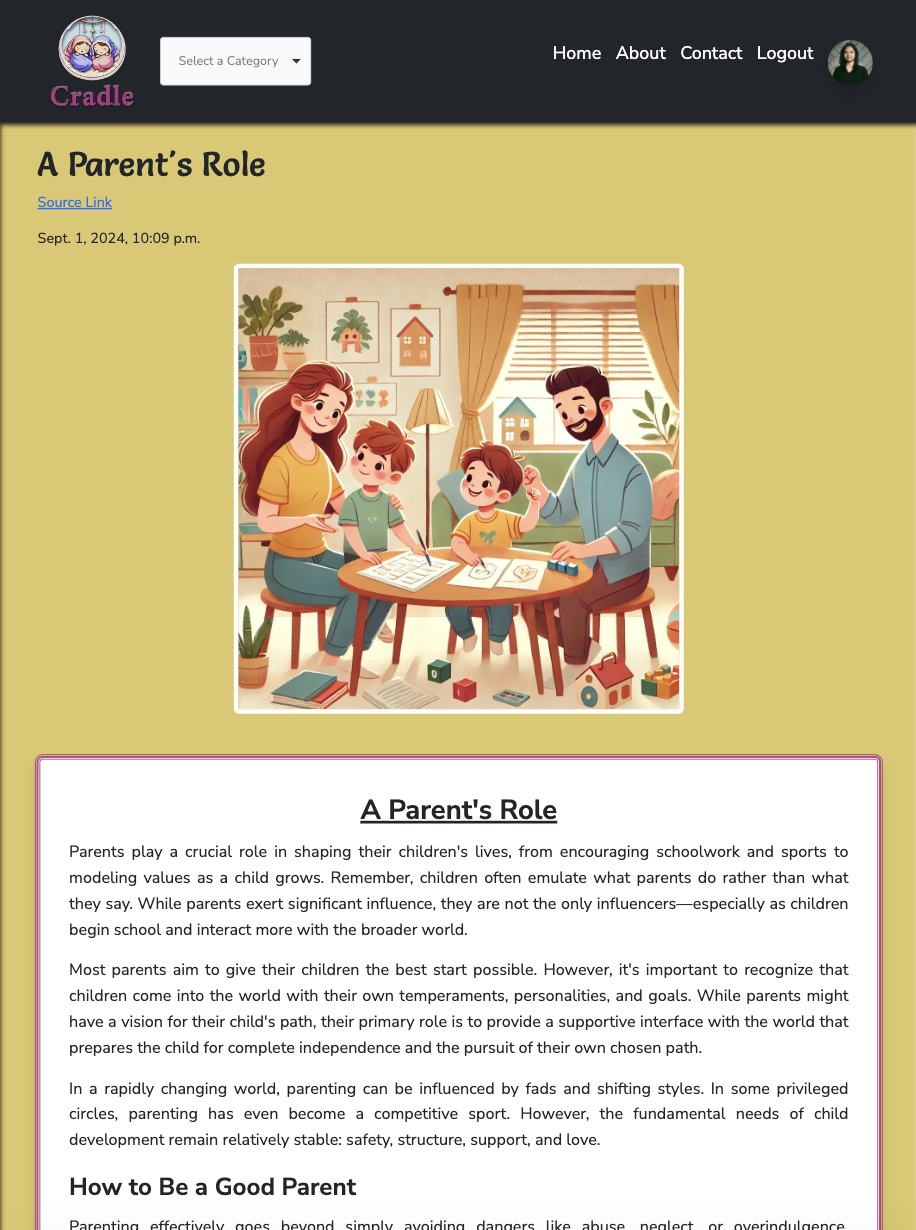 Cradle
Select a Category
Home About Contact Logout
A Parent's Role
Source Link
Sept. 1, 2024, 10:09 p.m.
A Parent's Role
Parents play a crucial role in shaping their children's lives, from encouraging schoolwork and sports to
modeling values as a child grows. Remember, children often emulate what parents do rather than what
they say. While parents exert significant influence, they are not the only influencers—especially as children
begin school and interact more with the broader world.
Most parents aim to give their children the best start possible. However, it's important to recognize that
children come into the world with their own temperaments, personalities, and goals. While parents might
have a vision for their child's path, their primary role is to provide a supportive interface with the world that
prepares the child for complete independence and the pursuit of their own chosen path.
In a rapidly changing world, parenting can be influenced by fads and shifting styles. In some privileged
circles, parenting has even become a competitive sport. However, the fundamental needs of child
development remain relatively stable: safety, structure, support, and love.
How to Be a Good Parent
Parenting effectively goes beyond simply avoiding dangers like abuse, neglect, or overindulgence.